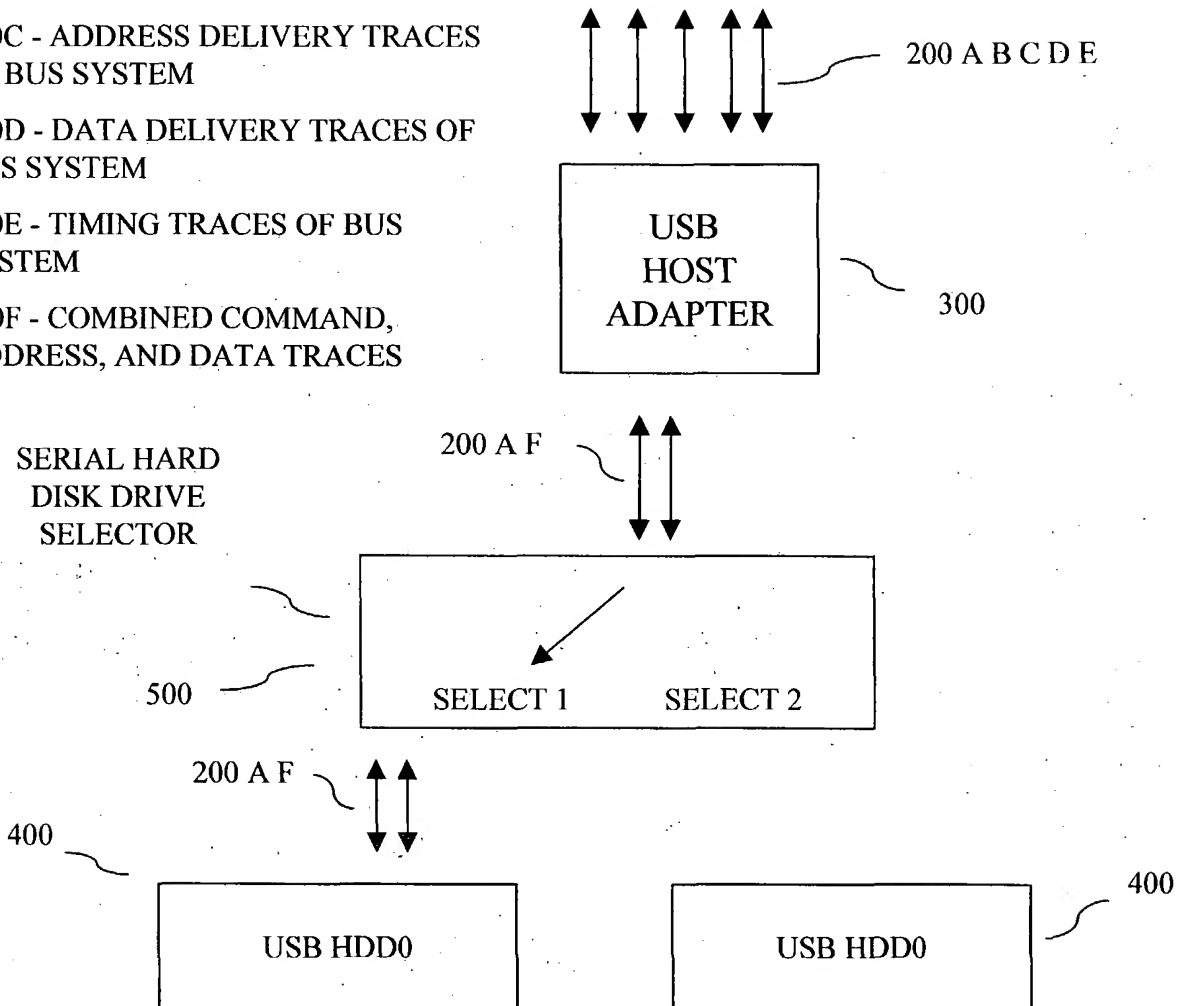 0C - ADDRESS DELIVERY TRACES
BUS SYSTEM
0D - DATA DELIVERY TRACES OF
S SYSTEM
0E - TIMING TRACES OF BUS
STEM
0F - COMBINED COMMAND,
DDRESS, AND DATA TRACES
200 A B C D E
USB
HOST
ADAPTER
300
200 A F
SERIAL HARD
DISK DRIVE
SELECTOR
500
SELECT 1 SELECT 2
200 A F
400
400
USB HDD0 USB HDD0